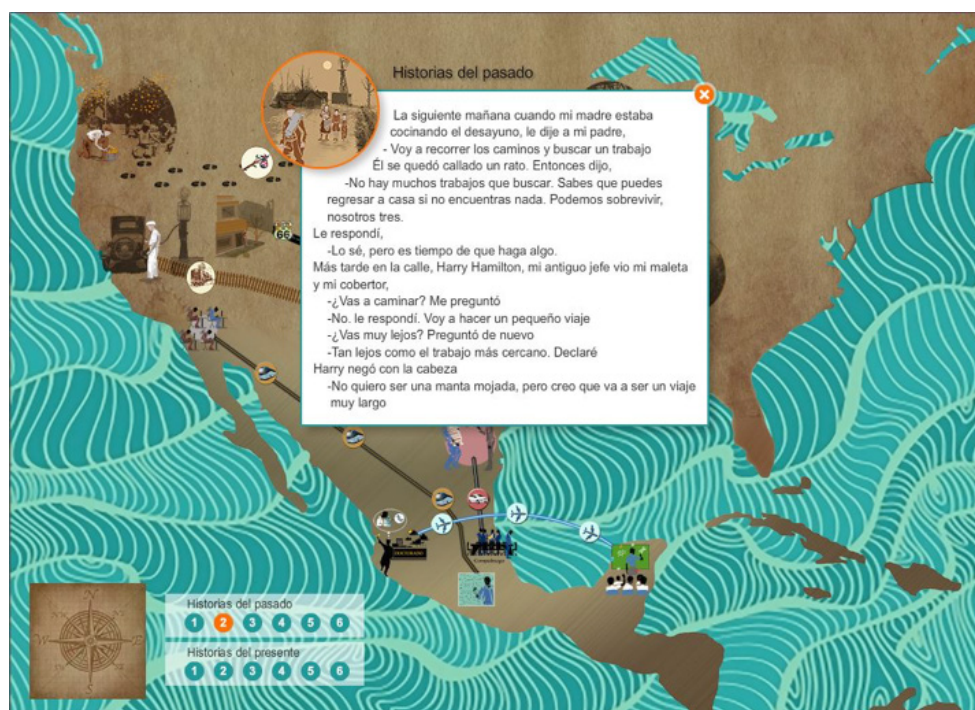 Historias del pasado
La siguiente mañana cuando mi madre estaba
cocinando el desayuno, le dije a mi padre,
- Voy a recorrer los caminos y buscar un trabajo
Él se quedó callado un rato. Entonces dijo,
-No hay muchos trabajos que buscar. Sabes que puedes
regresar a casa si no encuentras nada. Podemos sobrevivir,
nosotros tres.
Le respondí,
-Lo sé, pero es tiempo de que haga algo.
Más tarde en la calle, Harry Hamilton, mi antiguo jefe vio mi maleta
y mi cobertor,
-¿Vas a caminar? Me preguntó
-No. le respondí. Voy a hacer un pequeño viaje
-¿Vas muy lejos? Preguntó de nuevo
-Tan lejos como el trabajo más cercano. Declaré
Harry negó con la cabeza
-No quiero ser una manta mojada, pero creo que va a ser un viaje
muy largo
66
DOCTORADO
Historias del pasado
1 2 3 4 5 6
Historias del presente
1 2 3 4 5 6